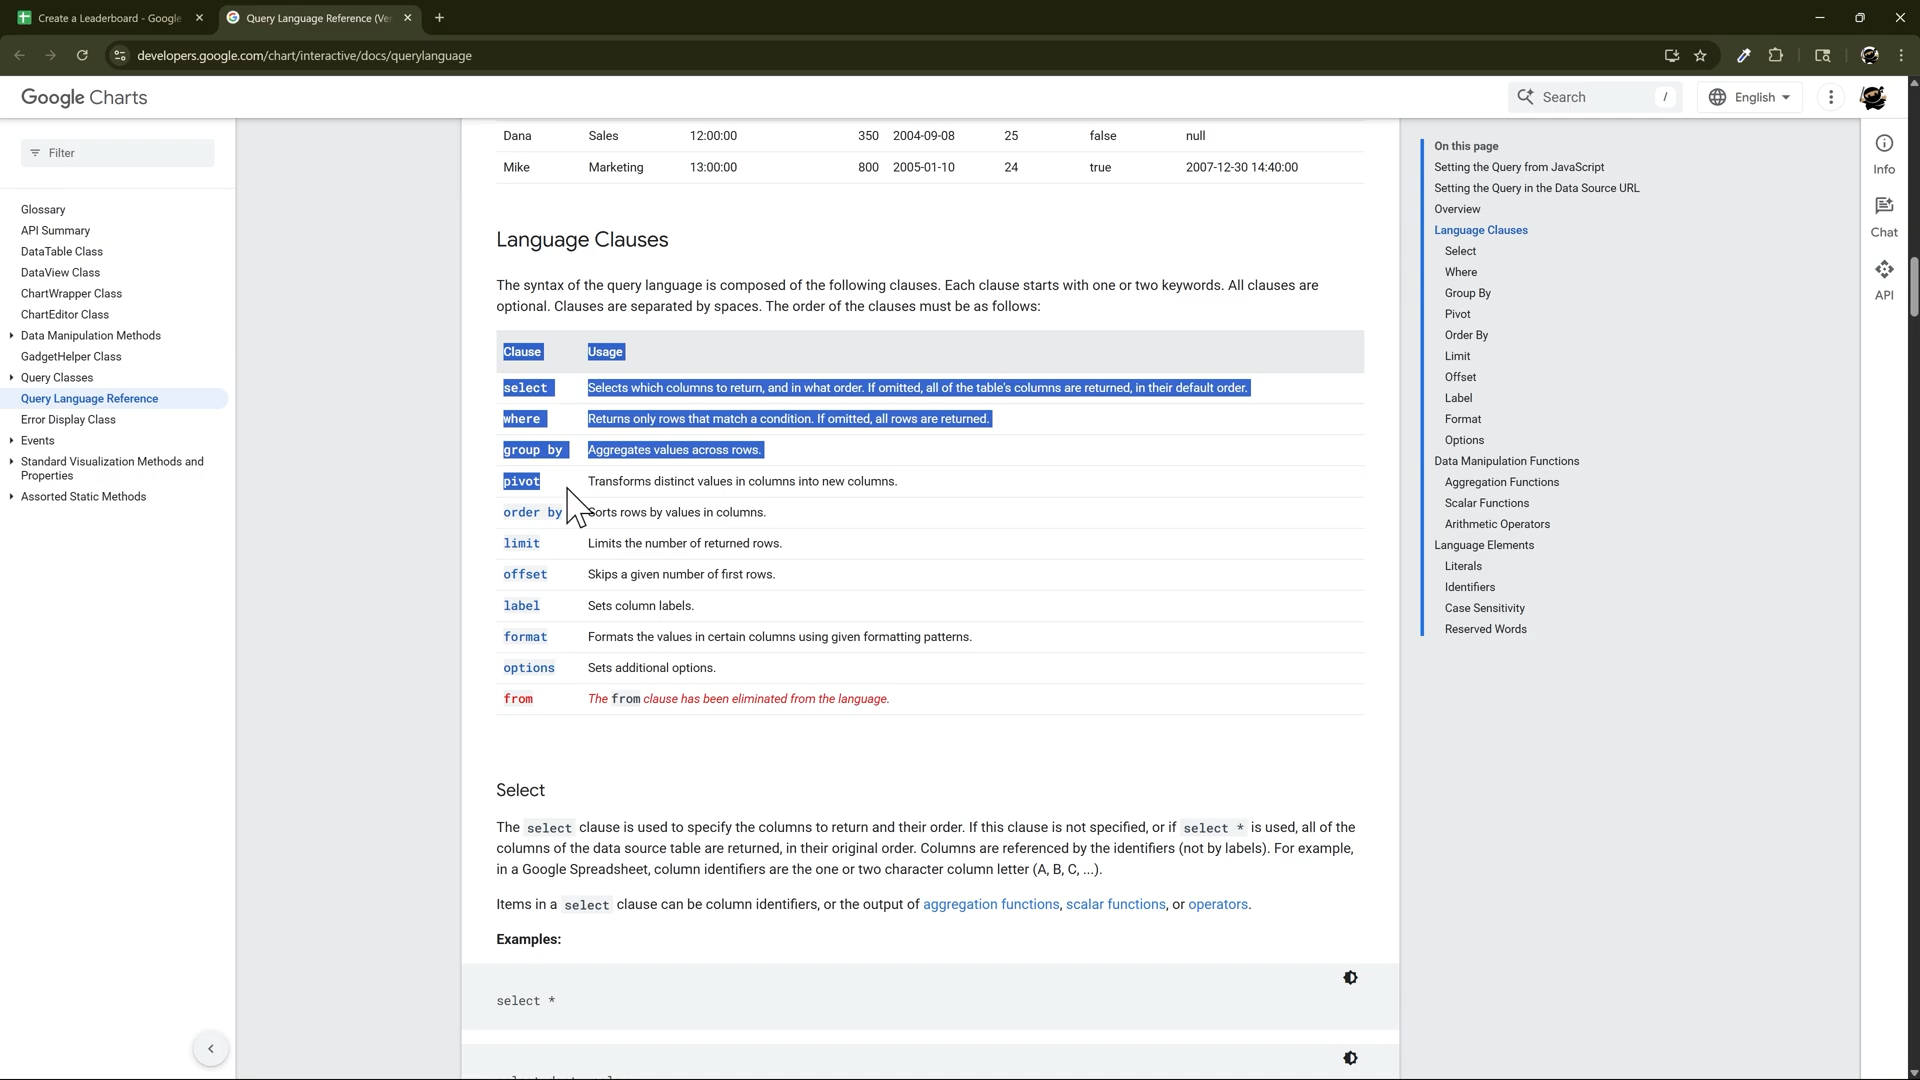 Create a Leaderboard - Google
Query Language Reference (Ve
developers.google.com/chart/interactive/docs/querylanguage
Google Charts
Search
/
English
Filter
Glossary
API Summary
DataTable Class
DataView Class
ChartWrapper Class
ChartEditor Class
Data Manipulation Methods
GadgetHelper Class
Query Classes
Query Language Reference
Error Display Class
Events
Standard Visualization Methods and
Properties
Assorted Static Methods
Dana Sales 12:00:00 350 2004-09-08 25 false null
Mike Marketing 13:00:00 800 2005-01-10 24 true 2007-12-30 14:40:00
Language Clauses
The syntax of the query language is composed of the following clauses. Each clause starts with one or two keywords. All clauses are
optional. Clauses are separated by spaces. The order of the clauses must be as follows:
Clause Usage
select Selects which columns to return, and in what order. If omitted, all of the table's columns are returned, in their default order.
where Returns only rows that match a condition. If omitted, all rows are returned.
group by Aggregates values across rows.
pivot Transforms distinct values in columns into new columns.
order by Sorts rows by values in columns.
limit Limits the number of returned rows.
offset Skips a given number of first rows.
label Sets column labels.
format Formats the values in certain columns using given formatting patterns.
options Sets additional options.
from The from clause has been eliminated from the language.
Select
The select clause is used to specify the columns to return and their order. If this clause is not specified, or if select * is used, all of the
columns of the data source table are returned, in their original order. Columns are referenced by the identifiers (not by labels). For example,
in a Google Spreadsheet, column identifiers are the one or two character column letter (A, B, C, ...).
Items in a select clause can be column identifiers, or the output of aggregation functions, scalar functions, or operators.
Examples:
select *
On this page
Setting the Query from JavaScript
Setting the Query in the Data Source URL
Overview
Language Clauses
Select
Where
Group By
Pivot
Order By
Limit
Offset
Label
Format
Options
Data Manipulation Functions
Aggregation Functions
Scalar Functions
Arithmetic Operators
Language Elements
Literals
Identifiers
Case Sensitivity
Reserved Words
Info
Chat
API